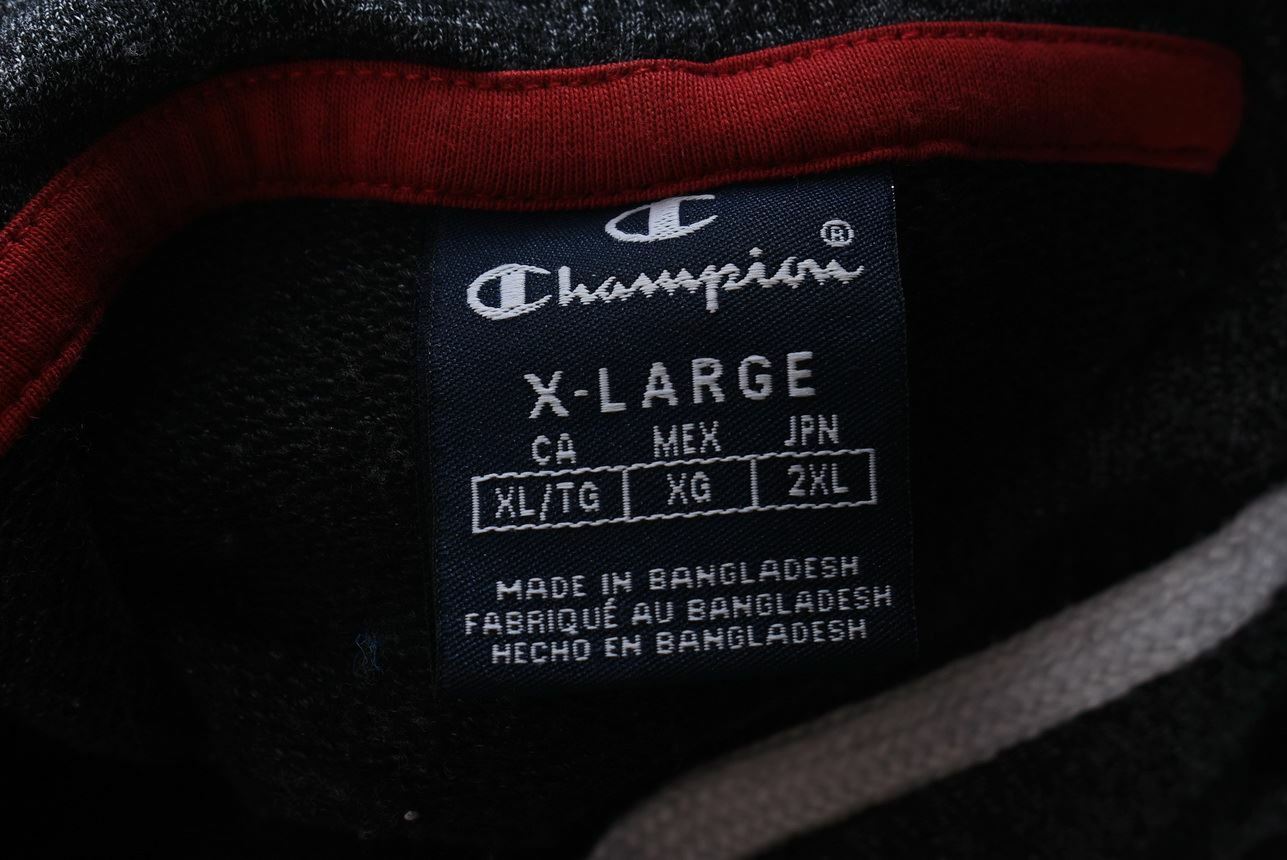 Champion®
X-LARGE
CA MEX JPN
XL/TG XG 2XL
MADE IN BANGLADESH
FABRIQUÉ AU BANGLADESH
HECHO EN BANGLADESH